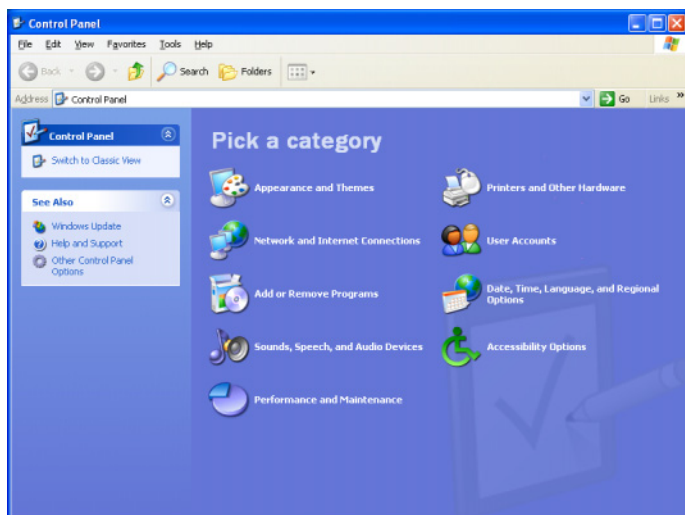 Control Panel
File Edit View Favorites Tools Help
Back Search Folders
Address Control Panel Go Links »
Control Panel
Switch to Classic View
See Also
Windows Update
Help and Support
Other Control Panel
Options
Pick a category
Appearance and Themes
Printers and Other Hardware
Network and Internet Connections
User Accounts
Add or Remove Programs
Date, Time, Language, and Regional
Options
Sounds, Speech, and Audio Devices
Accessibility Options
Performance and Maintenance